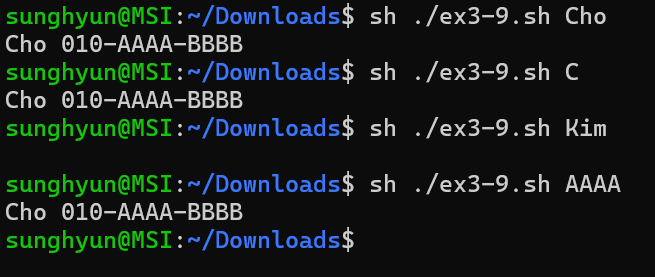 sunghyun@MSI:~/Downloads$ sh ./ex3-9.sh Cho
Cho 010-AAAA-BBBB
sunghyun@MSI:~/Downloads$ sh ./ex3-9.sh C
Cho 010-AAAA-BBBB
sunghyun@MSI:~/Downloads$ sh ./ex3-9.sh Kim
sunghyun@MSI:~/Downloads$ sh ./ex3-9.sh AAAA
Cho 010-AAAA-BBBB
sunghyun@MSI:~/Downloads$